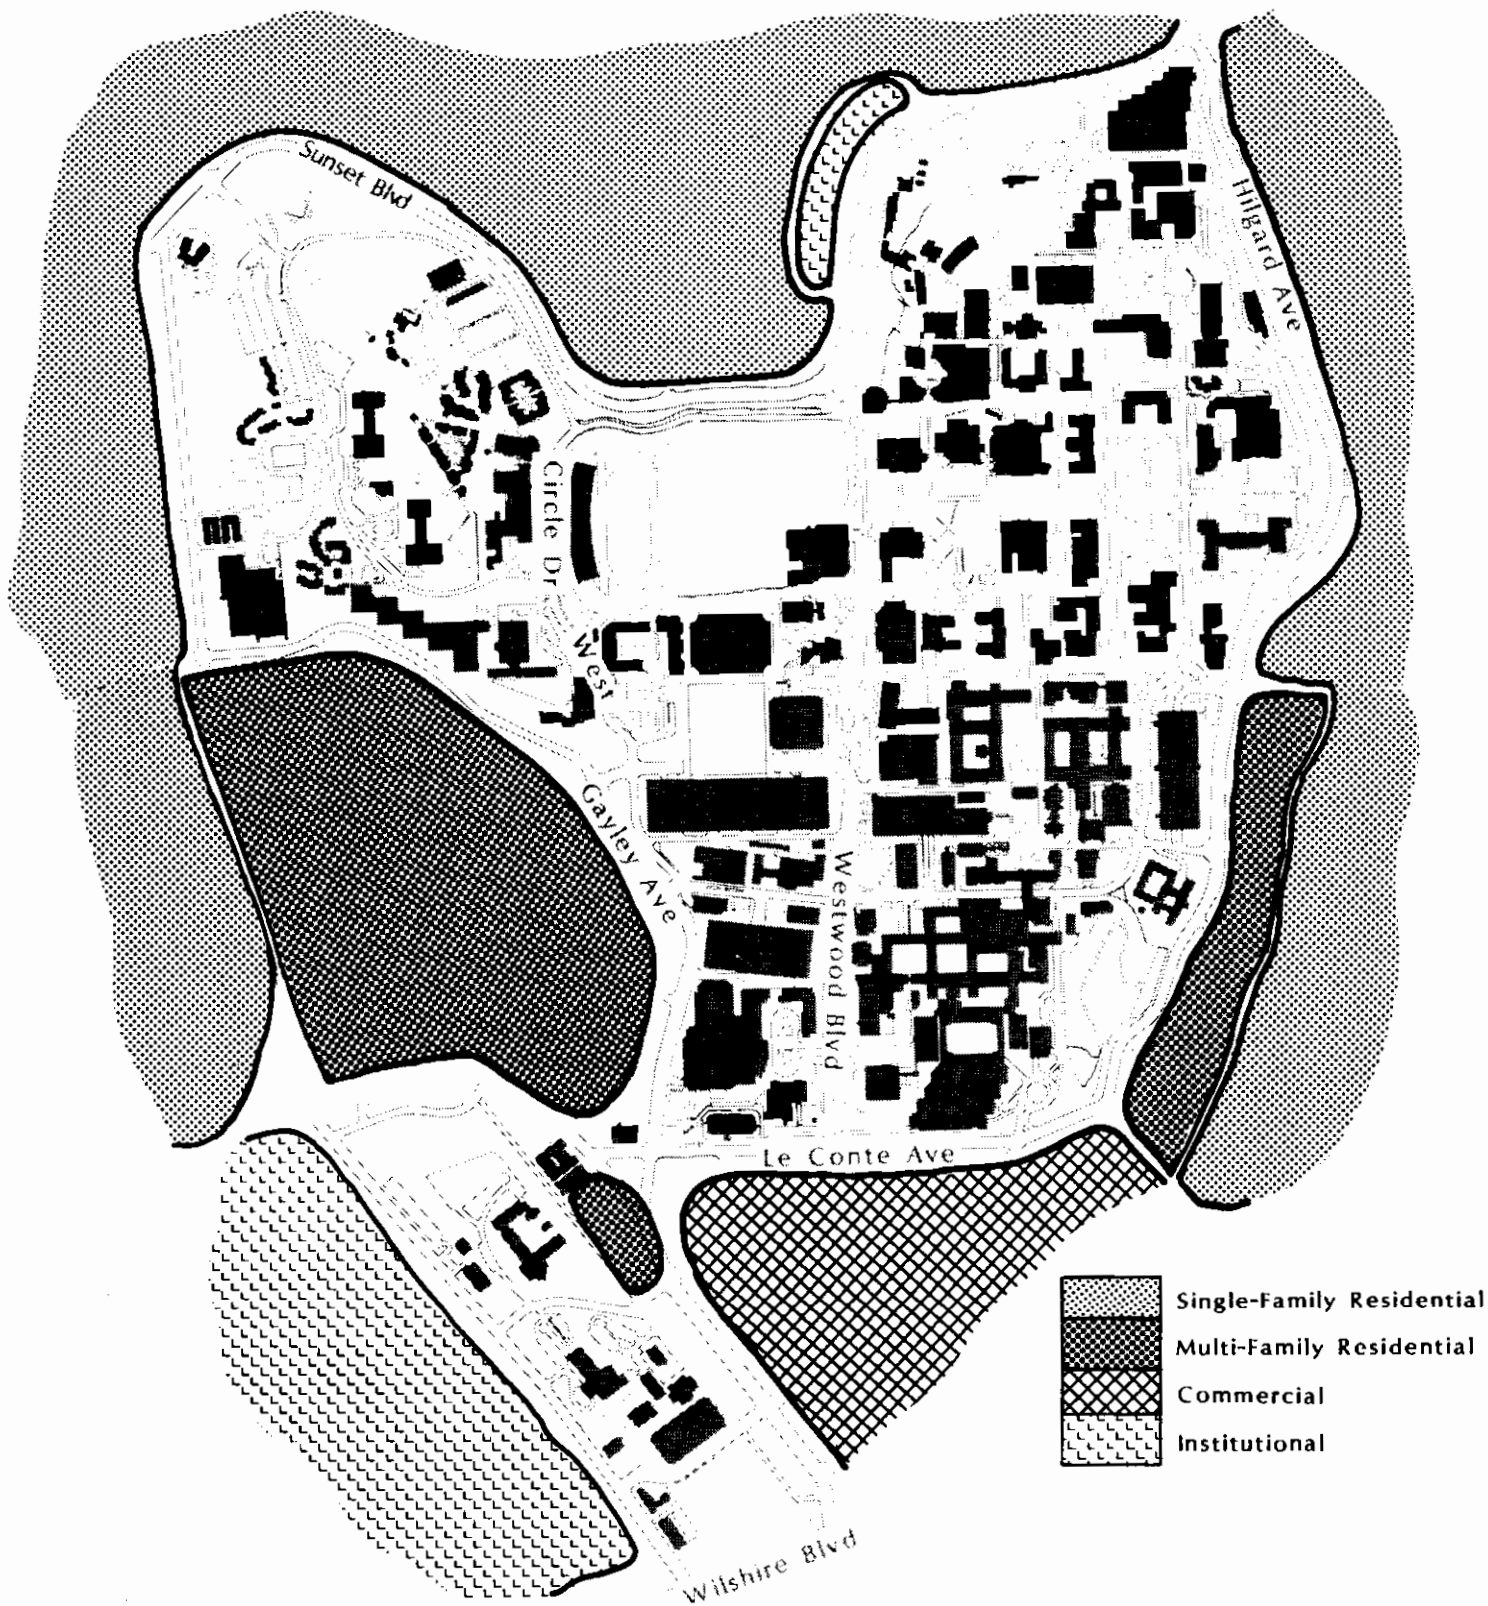 Sunset Blvd
Hilgard Ave
Circle Dr
West
Gayley Ave
Westwood Blvd
Le Conte Ave
Single-Family Residential
Multi-Family Residential
Commercial
Institutional
Wilshire Blvd